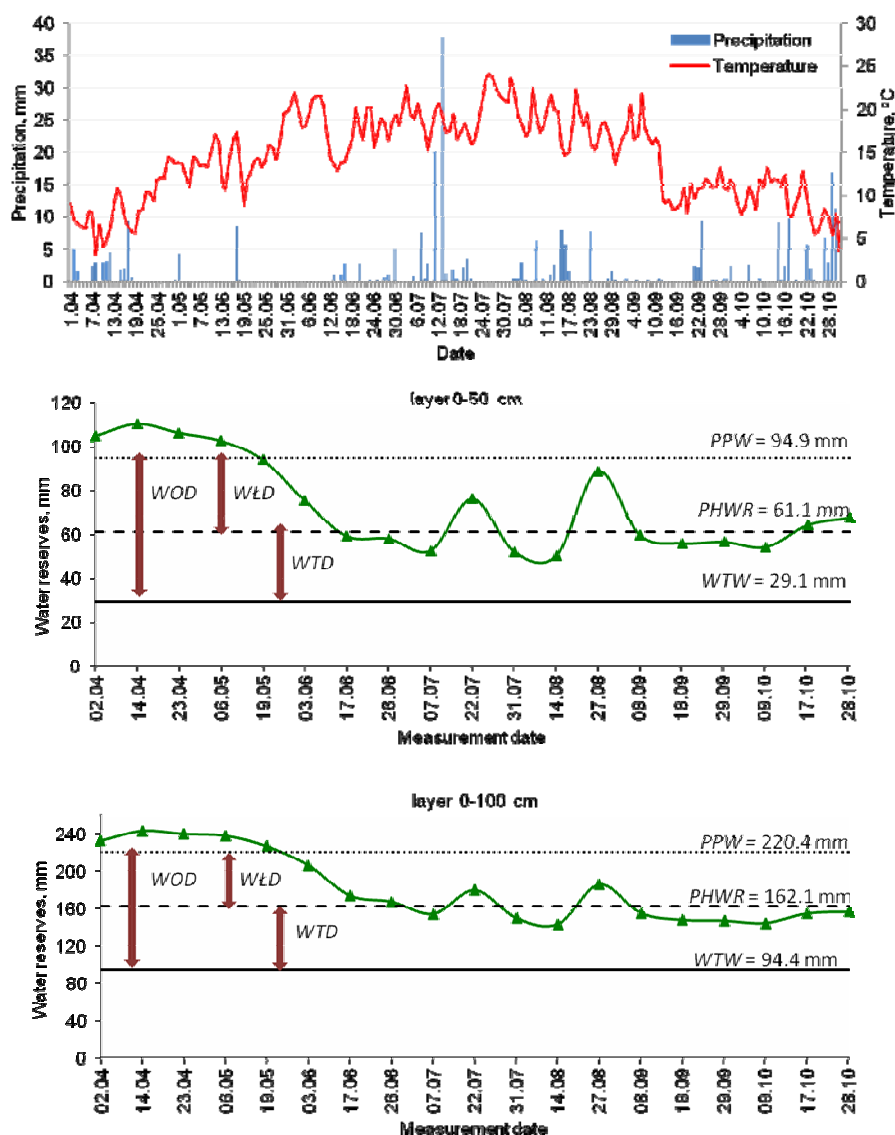 40
35
30
25
20
15
10
5
0
30
25
20
15
10
5
0
Precipitation, mm
Temperature, °C
Precipitation
Temperature
1.04 7.04 13.04 19.04 25.04 1.05 7.05 13.05 19.05 25.05 31.05 6.06 12.06 18.06 24.06 30.06 6.07 12.07 18.07 24.07 30.07 5.08 11.08 17.08 23.08 29.08 4.09 10.09 16.09 22.09 28.09 4.10 10.10 16.10 22.10 28.10
Date
layer 0-50 cm
120
100
80
60
40
20
0
Water reserves, mm
PPW = 94.9 mm
WOD
WŁD
PHWR = 61.1 mm
WTD
WTW = 29.1 mm
02.04 14.04 23.04 06.05 19.05 03.06 17.06 26.06 07.07 22.07 31.07 14.08 27.08 08.09 18.09 29.09 09.10 17.10 28.10
Measurement date
layer 0-100 cm
240
200
160
120
80
40
0
Water reserves, mm
PPW = 220.4 mm
WOD
WŁD
PHWR = 162.1 mm
WTD
WTW = 94.4 mm
02.04 14.04 23.04 06.05 19.05 03.06 17.06 26.06 07.07 22.07 31.07 14.08 27.08 08.09 18.09 29.09 09.10 17.10 28.10
Measurement date